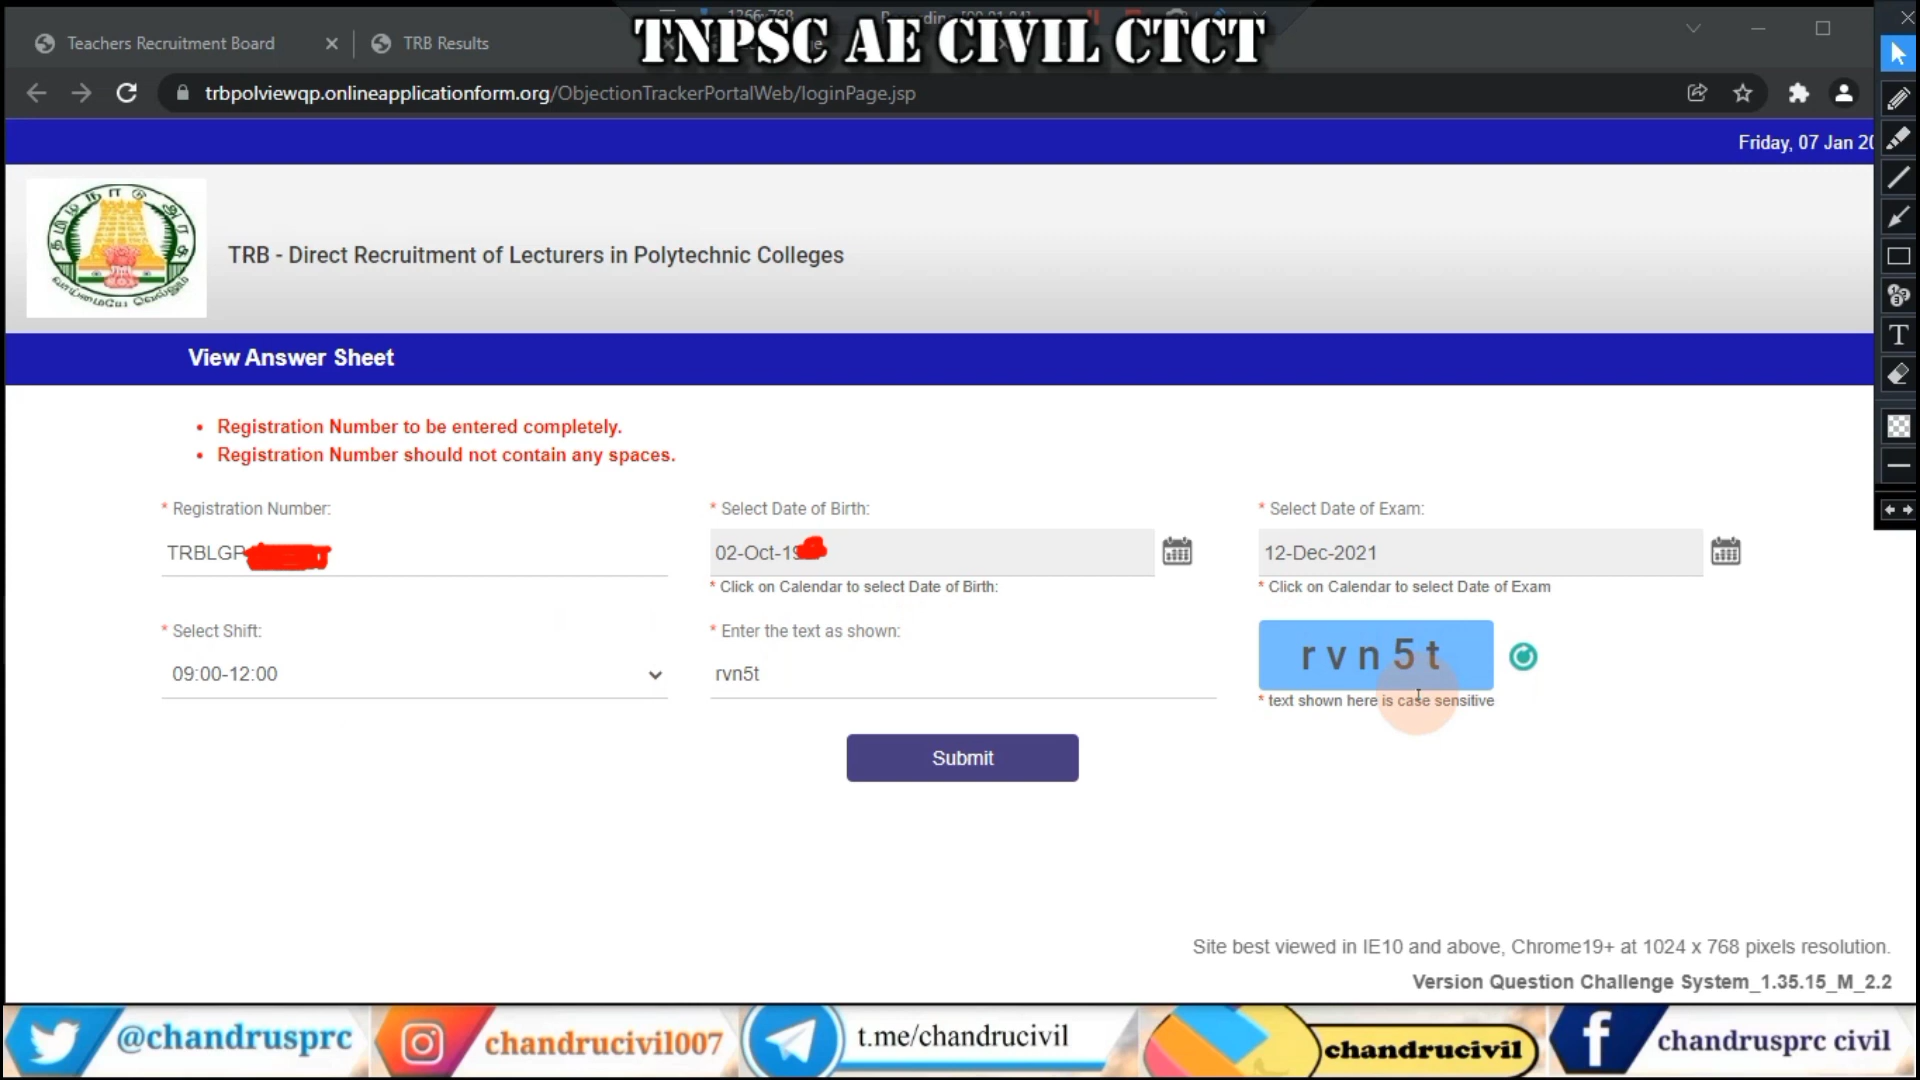 TNPSC AE CIVIL CTCT
Teachers Recruitment Board
TRB Results
trbpolviewqp.onlineapplicationform.org/ObjectionTrackerPortalWeb/loginPage.jsp
Friday, 07 Jan 20
TRB - Direct Recruitment of Lecturers in Polytechnic Colleges
View Answer Sheet
• Registration Number to be entered completely.
• Registration Number should not contain any spaces.
* Registration Number:
* Select Date of Birth:
* Select Date of Exam:
TRBLGP
02-Oct-19
12-Dec-2021
* Click on Calendar to select Date of Birth:
* Click on Calendar to select Date of Exam
* Select Shift:
* Enter the text as shown:
rvn5t
09:00-12:00
rvn5t
* text shown here is case sensitive
Submit
Site best viewed in IE10 and above, Chrome19+ at 1024 x 768 pixels resolution.
Version Question Challenge System_1.35.15_M_2.2
@chandrusprc
chandrucivil007
t.me/chandrucivil
chandrucivil
chandrusprc civil